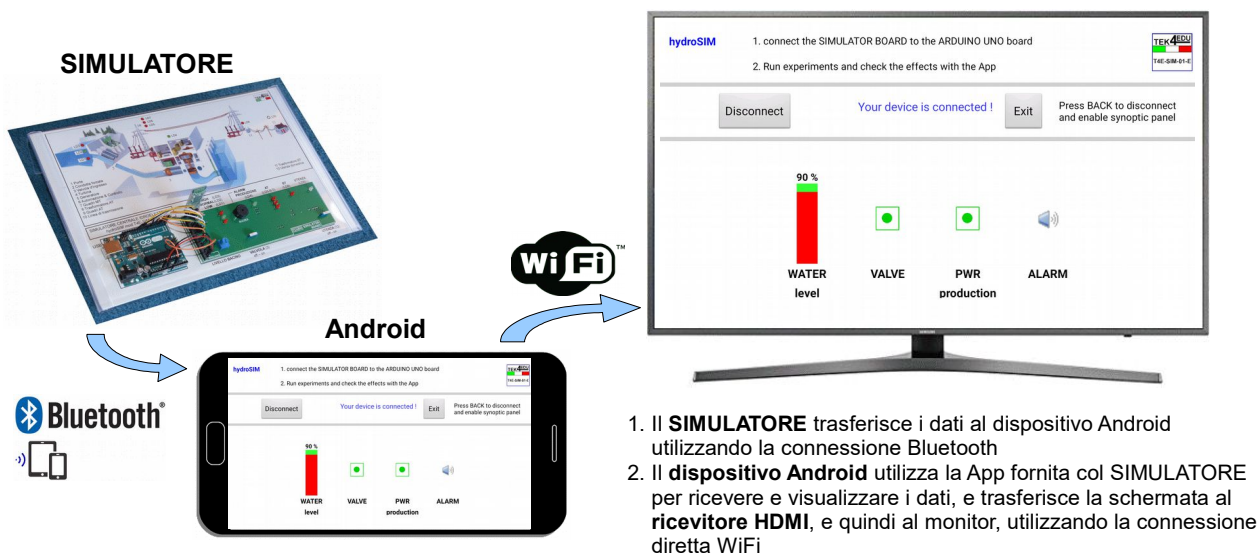 SIMULATORE
Android
Bluetooth®
WiFi™
hydroSIM
1. connect the SIMULATOR BOARD to the ARDUINO UNO board
2. Run experiments and check the effects with the App
TEK4EDU
T4E-SIM-01-E
Disconnect
Your device is connected !
Exit
Press BACK to disconnect
and enable synoptic panel
90 %
WATER
level
VALVE
PWR
production
ALARM
hydroSIM
1. connect the SIMULATOR BOARD to the ARDUINO UNO board
2. Run experiments and check the effects with the App
TEK4EDU
T4E-SIM-01-E
Disconnect
Your device is connected !
Exit
Press BACK to disconnect
and enable synoptic panel
90 %
WATER
level
VALVE
PWR
production
ALARM
SAMSUNG
1. Il SIMULATORE trasferisce i dati al dispositivo Android
utilizzando la connessione Bluetooth
2. Il dispositivo Android utilizza la App fornita col SIMULATORE
per ricevere e visualizzare i dati, e trasferisce la schermata al
ricevitore HDMI, e quindi al monitor, utilizzando la connessione
diretta WiFi